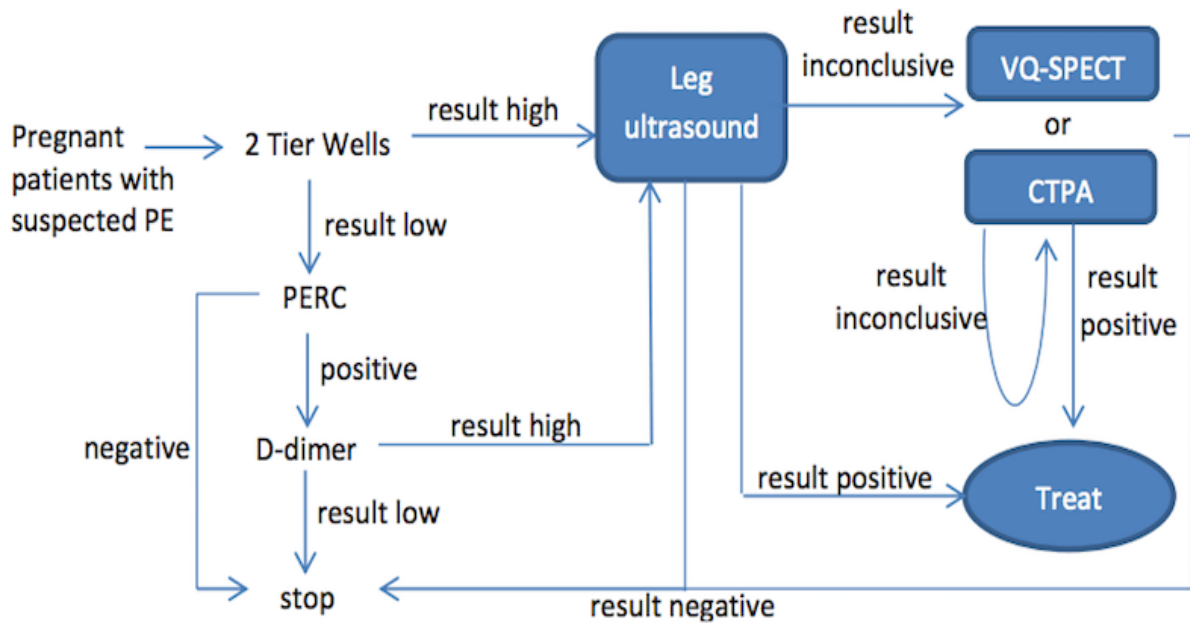 Pregnant
patients with
suspected PE
2 Tier Wells
result high
Leg
ultrasound
result
inconclusive
VQ-SPECT
or
CTPA
result low
PERC
result
inconclusive
result
positive
positive
negative
D-dimer
result high
result positive
Treat
result low
stop
result negative